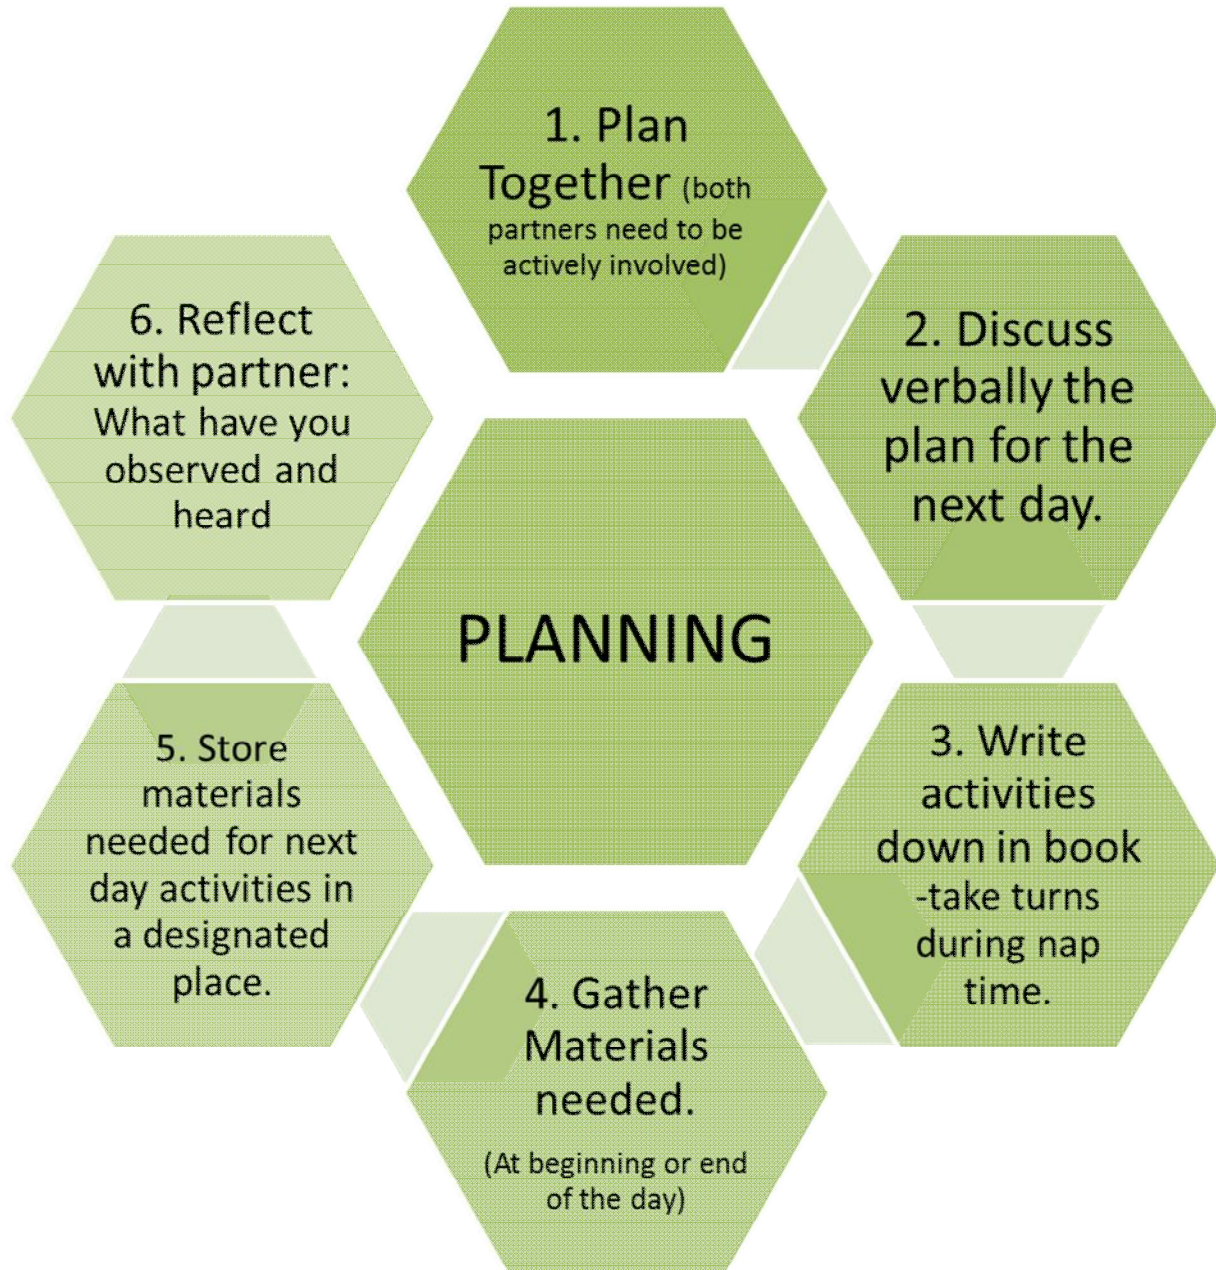 1. Plan
Together (both
partners need to be
actively involved)
2. Discuss
verbally the
plan for the
next day.
3. Write
activities
down in book
-take turns
during nap
time.
4. Gather
Materials
needed.
(At beginning or end
of the day)
5. Store
materials
needed for next
day activities in
a designated
place.
6. Reflect
with partner:
What have you
observed and
heard
PLANNING